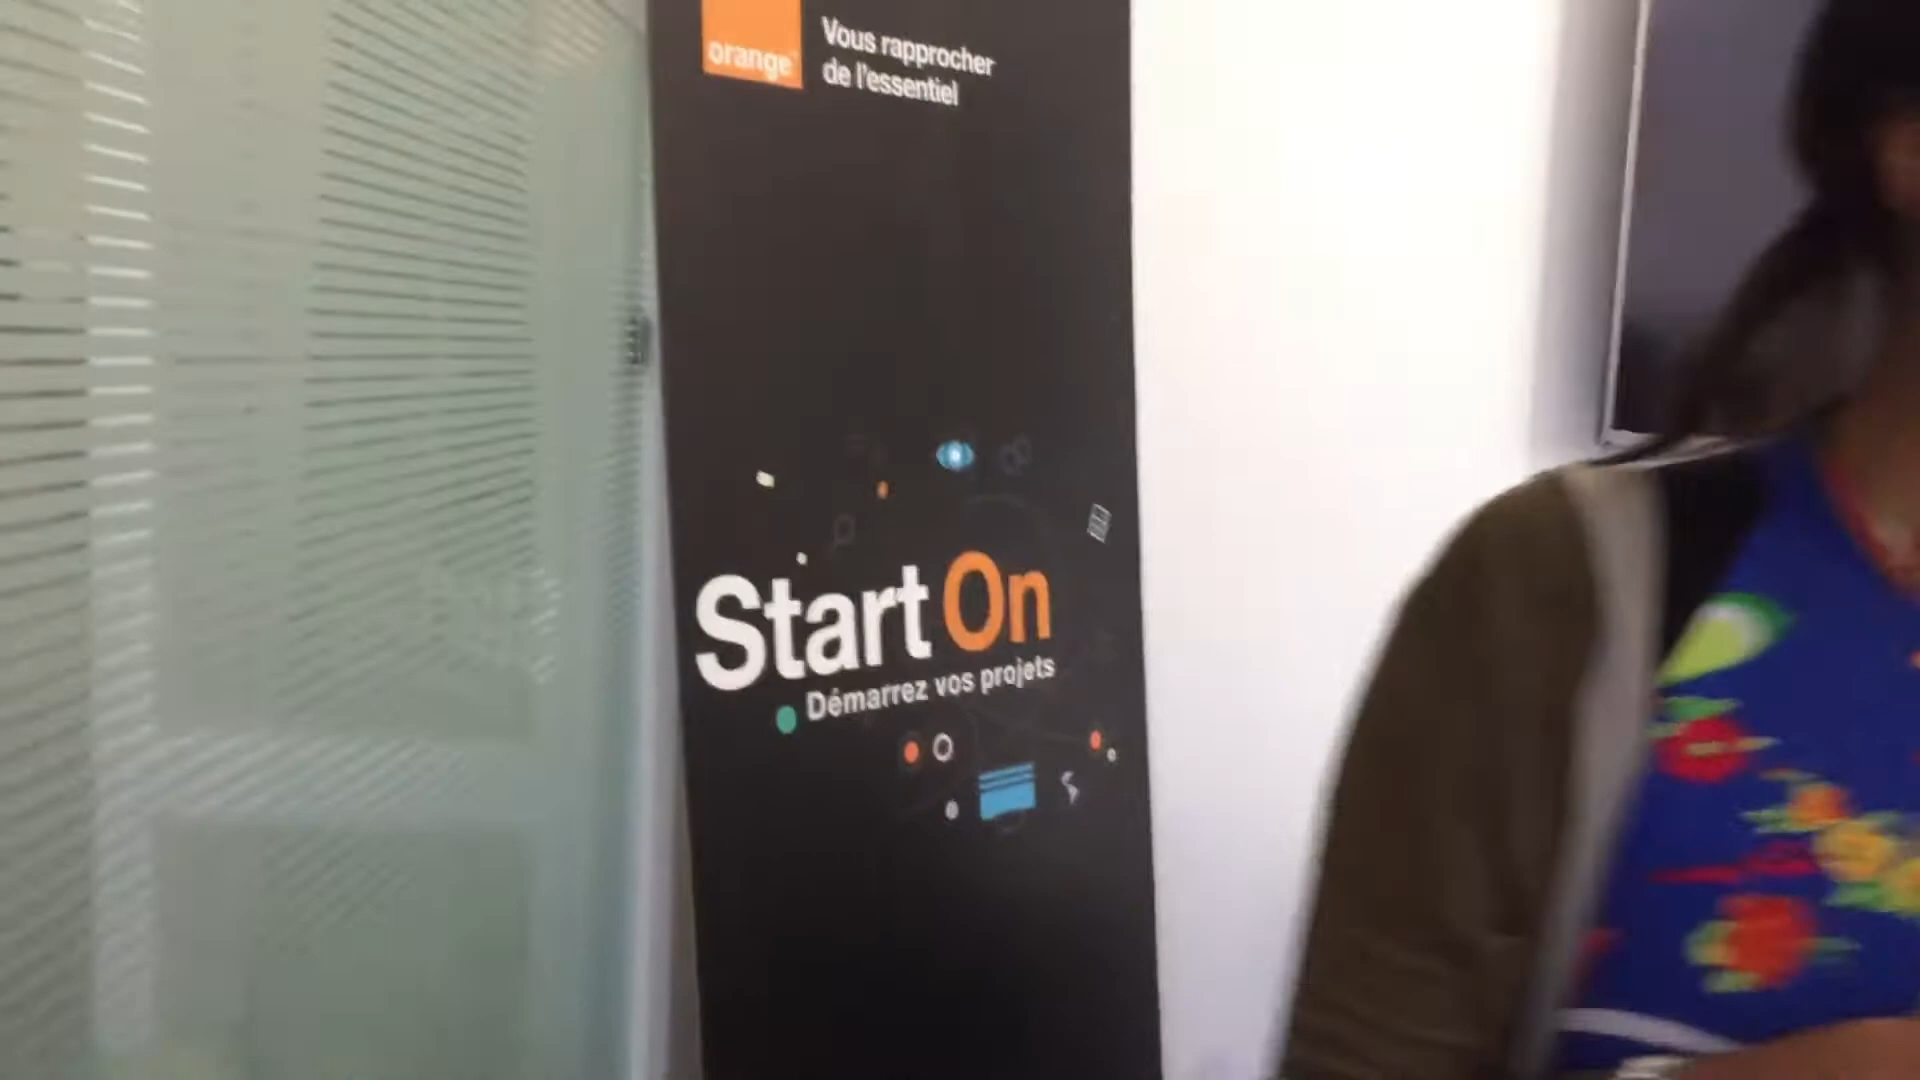 orange
Vous rapprocher
de l'essentiel
Start On
Démarrez vos projets